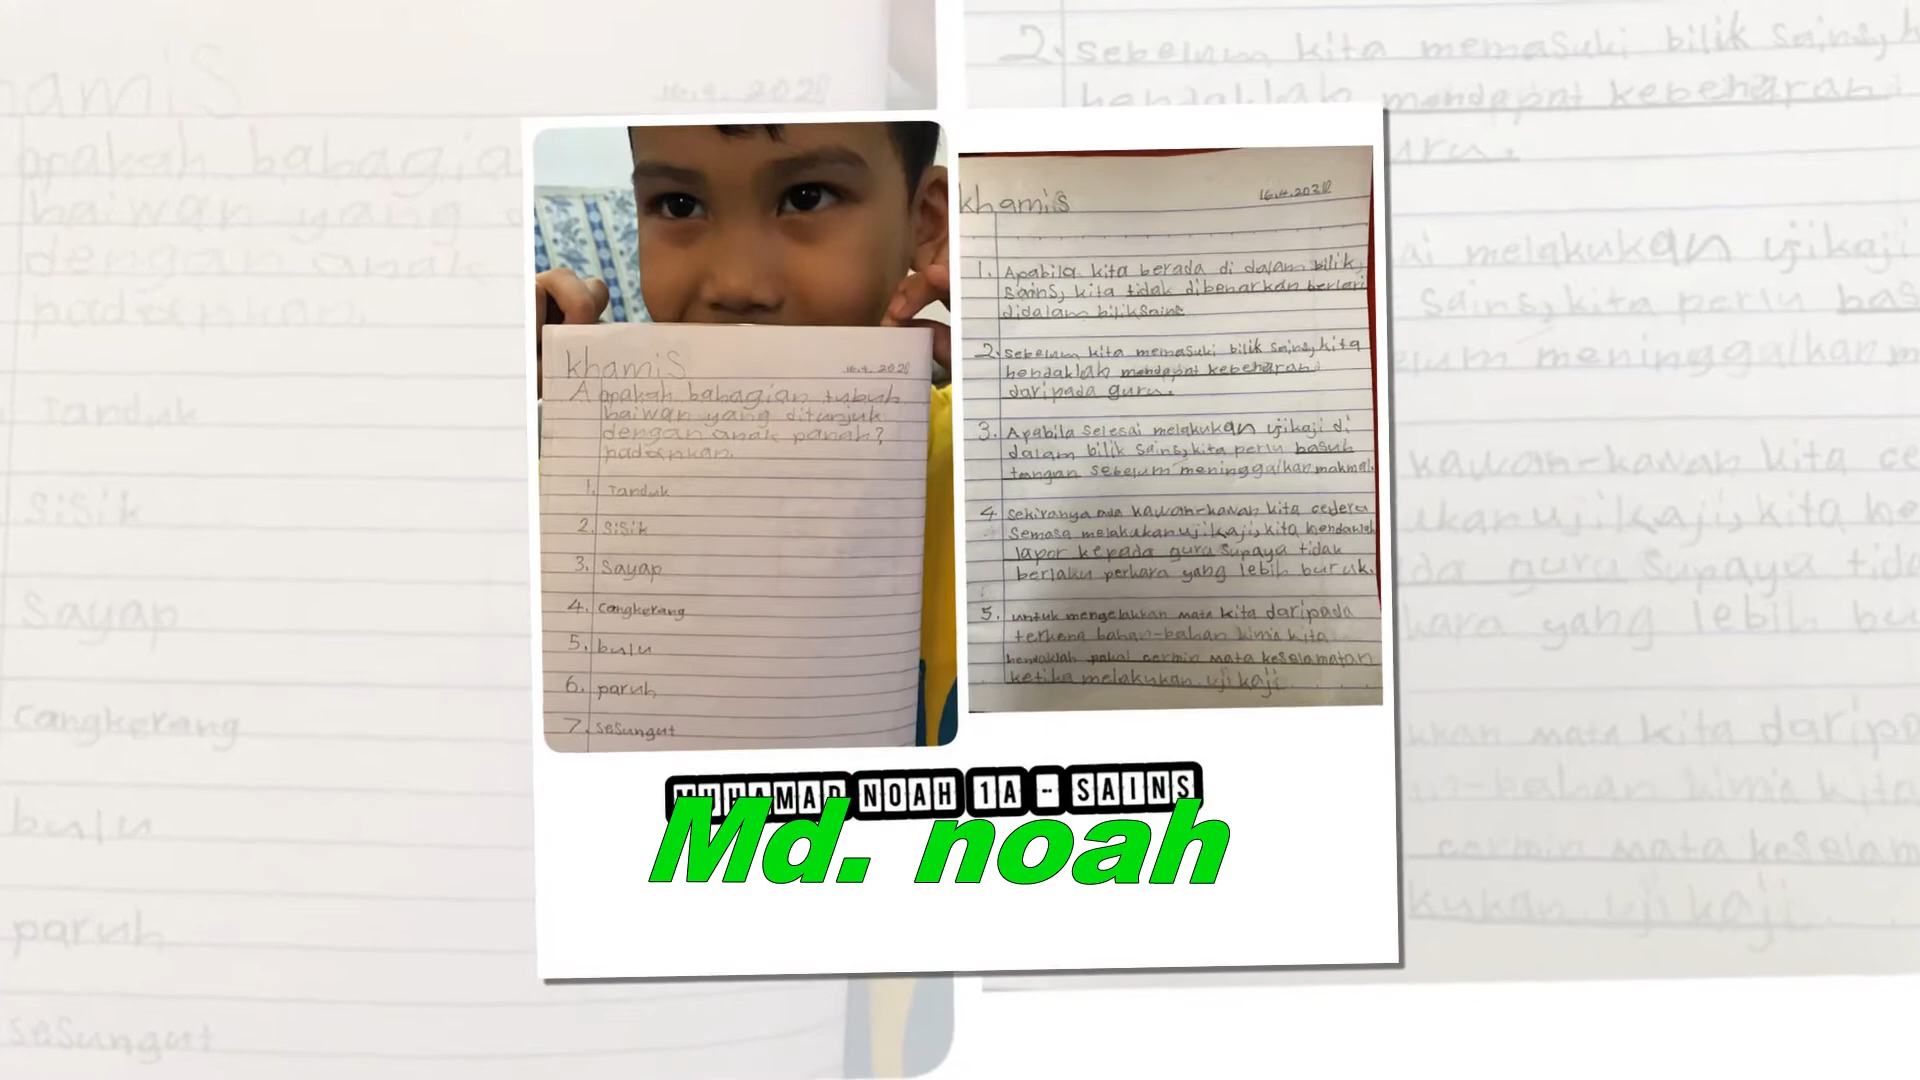 khamis
16.4.2020
A apakah bahagian tubuh
haiwan yang ditunjuk
dengan anak panah?
padankan.
1. Tanduk
2. SiSik
3. Sayap
4. cangkerang
5. bulu
6. paruh
7. seSungut
khamis
16.4.2020
1. Apabila kita berada di dalam bilik
sains, kita tidak dibenarkan berlari
didalam bilik sains
2. sebelum kita memasuki bilik sains, kita
hendaklah mendapat kebenaran
daripada guru.
3. Apabila selesai melakukan ujikaji di
dalam bilik sains, kita perlu basuh
tangan sebelum meninggalkan makmal.
4 sekiranya ada kawan-kawan kita cedera
semasa melakukan uji kaji, kita hendaklah
lapor kepada guru supaya tidak
berlaku perkara yang lebih buruk.
5. untuk mengelakkan mata kita daripada
terkena bahan-bahan kimia kita
hendaklah pakai cermin mata keselamatan
ketika melakukan uji kaji
MUHAMAD NOAH 1A - SAINS
Md. noah